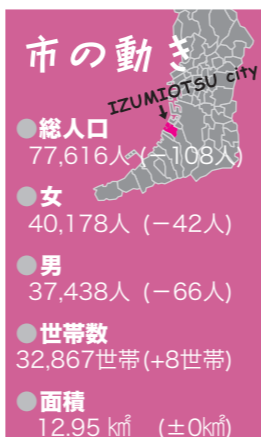 市の動き
IZUMIOTSU city
●総人口
77,616人 (－108人)
●女
40,178人 (－42人)
●男
37,438人 (－66人)
●世帯数
32,867世帯(+8世帯)
●面積
12.95 ㎢ (±0㎢)